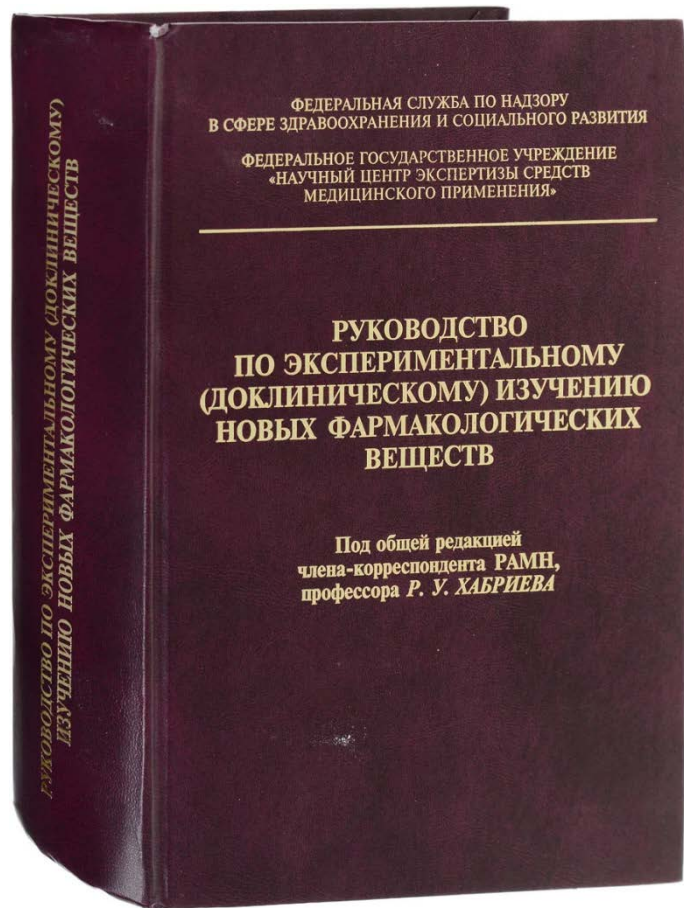 РУКОВОДСТВО ПО ЭКСПЕРИМЕНТАЛЬНОМУ (ДОКЛИНИЧЕСКОМУ)
ИЗУЧЕНИЮ НОВЫХ ФАРМАКОЛОГИЧЕСКИХ ВЕЩЕСТВ
ФЕДЕРАЛЬНАЯ СЛУЖБА ПО НАДЗОРУ
В СФЕРЕ ЗДРАВООХРАНЕНИЯ И СОЦИАЛЬНОГО РАЗВИТИЯ
ФЕДЕРАЛЬНОЕ ГОСУДАРСТВЕННОЕ УЧРЕЖДЕНИЕ
«НАУЧНЫЙ ЦЕНТР ЭКСПЕРТИЗЫ СРЕДСТВ
МЕДИЦИНСКОГО ПРИМЕНЕНИЯ»
РУКОВОДСТВО
ПО ЭКСПЕРИМЕНТАЛЬНОМУ
(ДОКЛИНИЧЕСКОМУ) ИЗУЧЕНИЮ
НОВЫХ ФАРМАКОЛОГИЧЕСКИХ
ВЕЩЕСТВ
Под общей редакцией
члена-корреспондента РАМН,
профессора Р. У. ХАБРИЕВА